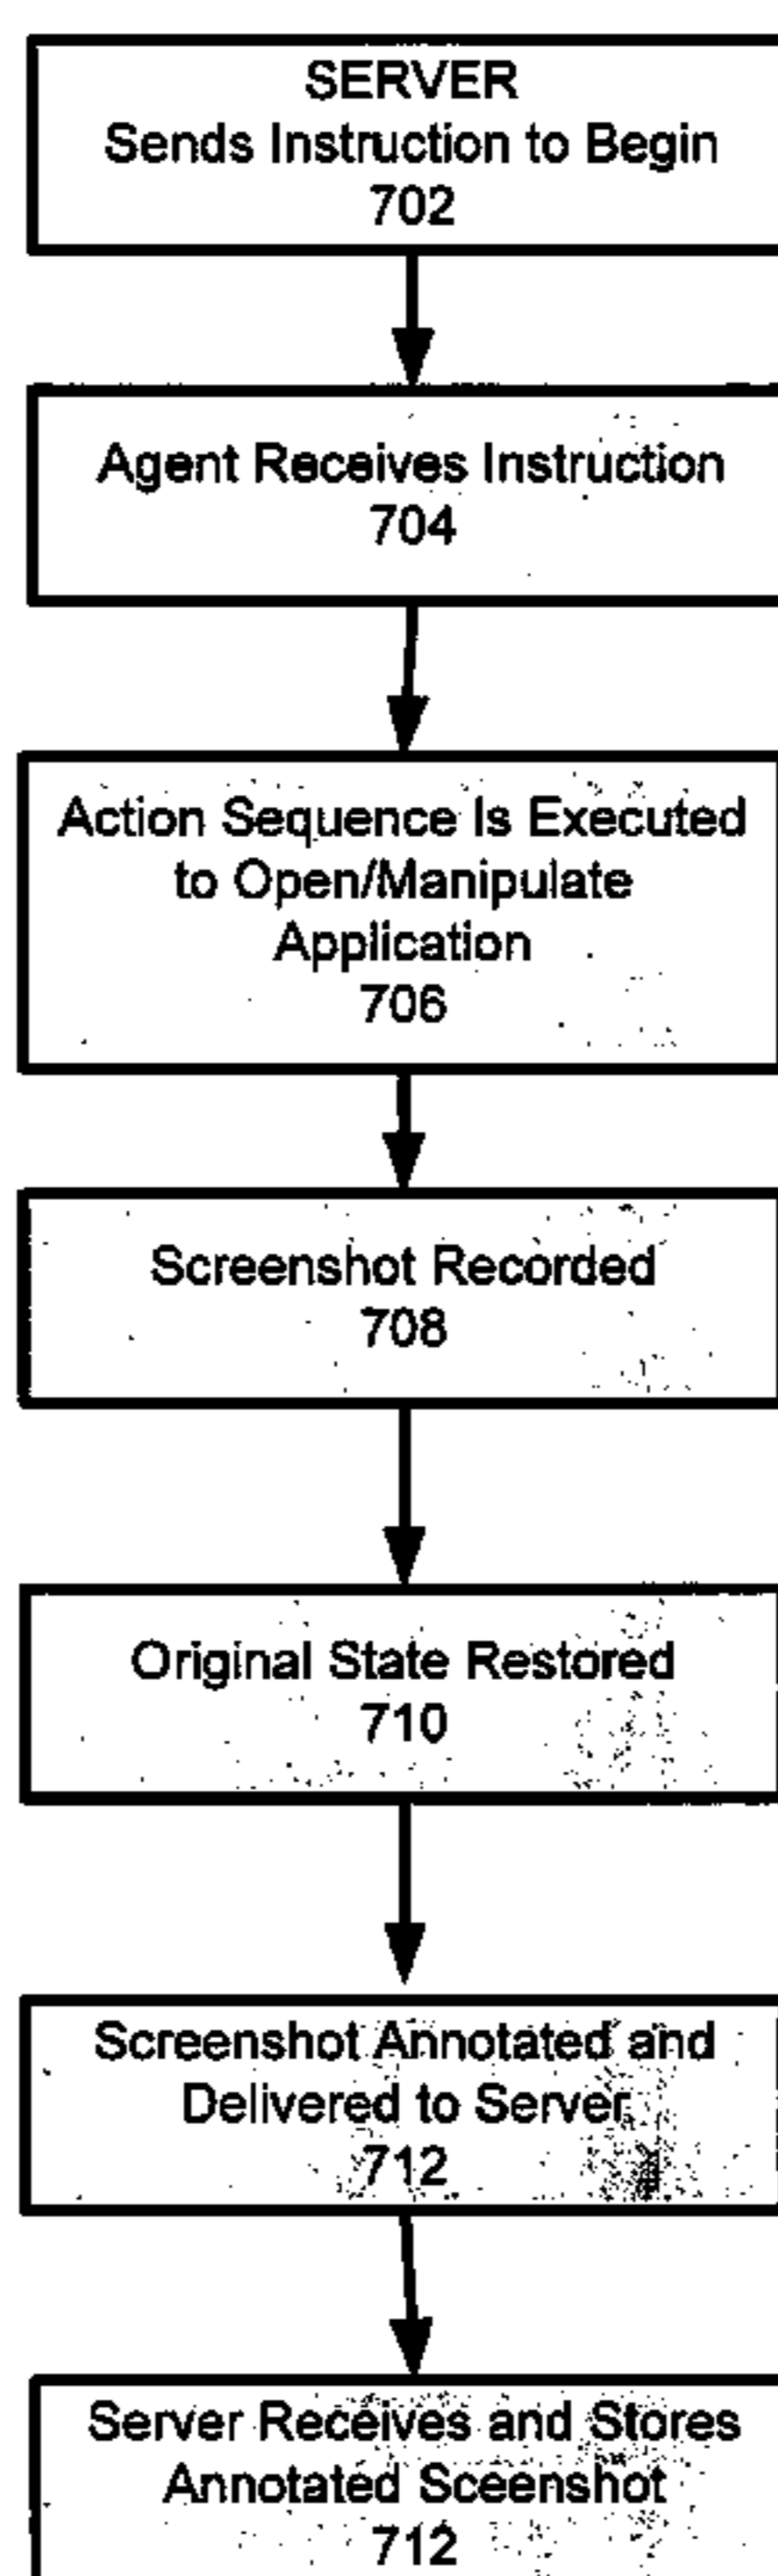 SERVER
Sends Instruction to Begin
702
Agent Receives Instruction
704
Action Sequence Is Executed
to Open/Manipulate
Application
706
Screenshot Recorded
708
Original State Restored
710
Screenshot Annotated and
Delivered to Server
712
Server Receives and Stores
Annotated Sceenshot
712